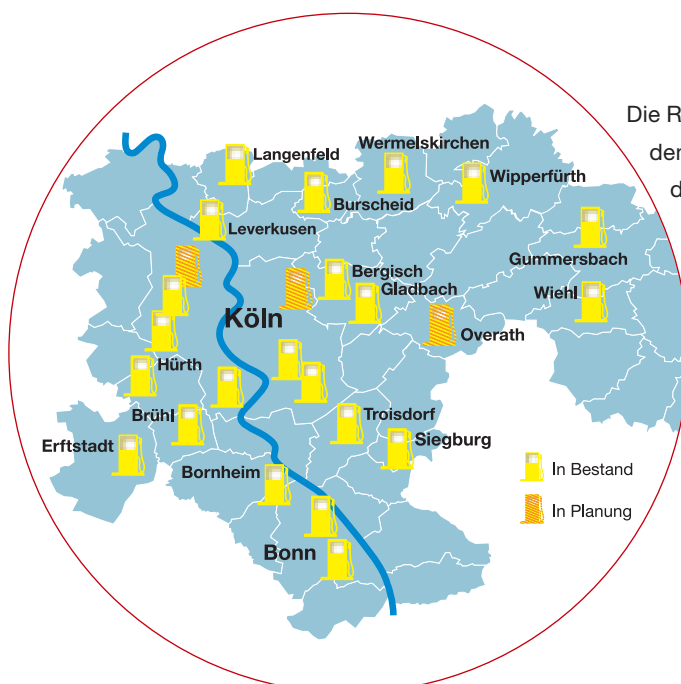 Die R
der
d
Wermelskirchen
Langenfeld
Wipperfürth
Burscheid
Leverkusen
Gummersbach
Bergisch
Gladbach
Wiehl
Köln
Overath
Hürth
Brühl
Troisdorf
Siegburg
Erftstadt
Bornheim
In Bestand
In Planung
Bonn